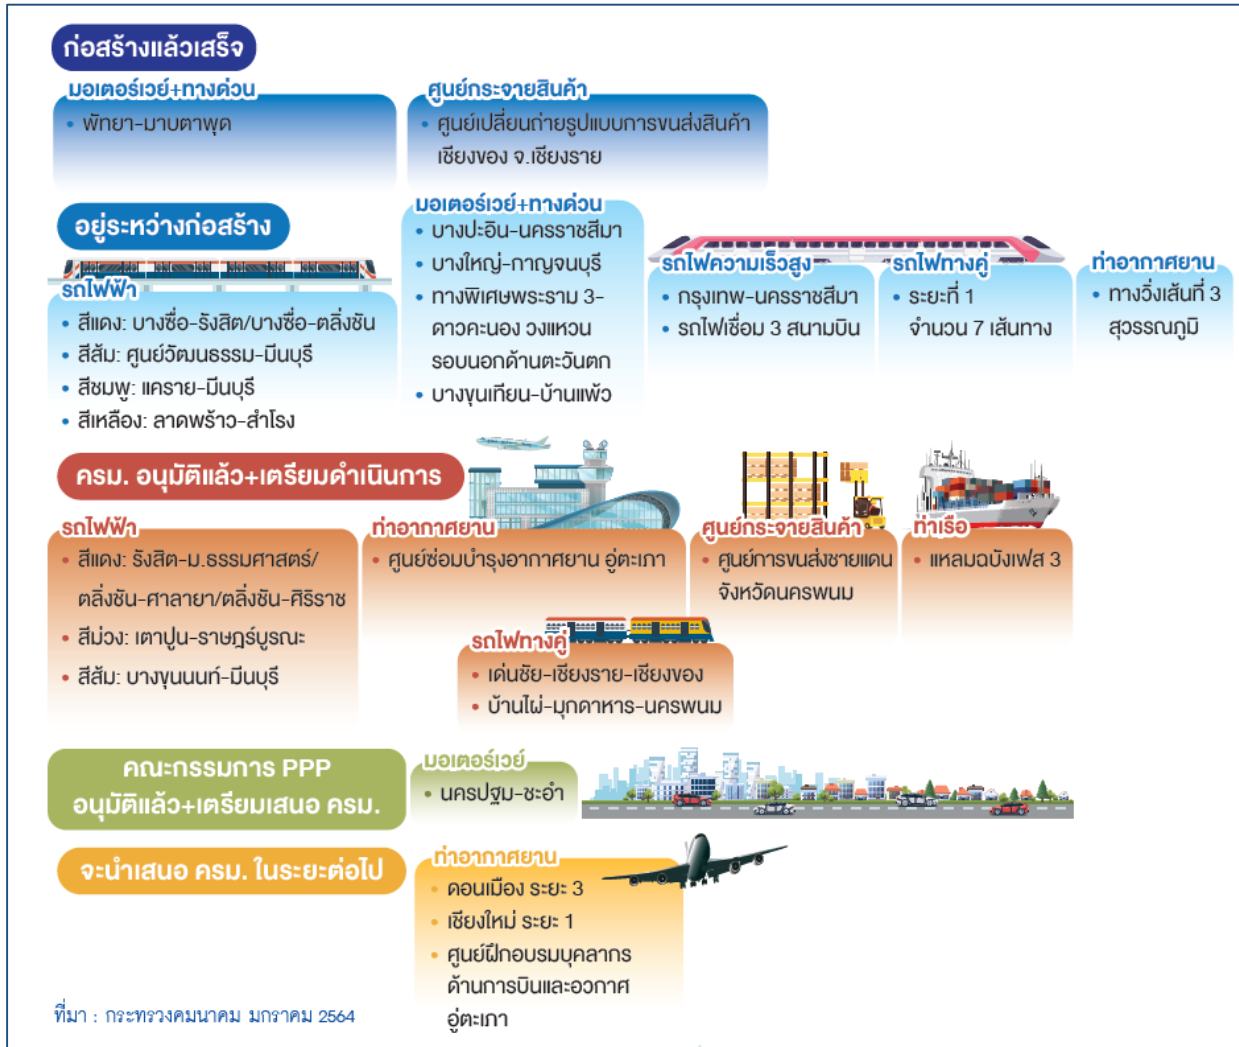 ก่อสร้างแล้วเสร็จ
มอเตอร์เวย์+ทางด่วน
• พัทยา-มาบตาพุด
ศูนย์กระจายสินค้า
• ศูนย์เปลี่ยนถ่ายรูปแบบการขนส่งสินค้า
เชียงของ จ.เชียงราย
อยู่ระหว่างก่อสร้าง
รถไฟฟ้า
• สีแดง: บางซื่อ-รังสิต/บางซื่อ-ตลิ่งชัน
• สีส้ม: ศูนย์วัฒนธรรม-มีนบุรี
• สีชมพู: แคราย-มีนบุรี
• สีเหลือง: ลาดพร้าว-สำโรง
มอเตอร์เวย์+ทางด่วน
• บางปะอิน-นครราชสีมา
• บางใหญ่-กาญจนบุรี
• ทางพิเศษพระราม 3-
ดาวคะนอง วงแหวน
รอบนอกด้านตะวันตก
• บางขุนเทียน-บ้านแพ้ว
รถไฟความเร็วสูง
• กรุงเทพ-นครราชสีมา
• รถไฟเชื่อม 3 สนามบิน
รถไฟทางคู่
• ระยะที่ 1
จำนวน 7 เส้นทาง
ท่าอากาศยาน
• ทางวิ่งเส้นที่ 3
สุวรรณภูมิ
ครม. อนุมัติแล้ว+เตรียมดำเนินการ
รถไฟฟ้า
• สีแดง: รังสิต-ม.ธรรมศาสตร์/
ตลิ่งชัน-ศาลายา/ตลิ่งชัน-ศิริราช
• สีม่วง: เตาปูน-ราษฎร์บูรณะ
• สีส้ม: บางขุนนนท์-มีนบุรี
ท่าอากาศยาน
• ศูนย์ซ่อมบำรุงอากาศยาน อู่ตะเภา
ศูนย์กระจายสินค้า
• ศูนย์การขนส่งชายแดน
จังหวัดนครพนม
ท่าเรือ
• แหลมฉบังเฟส 3
รถไฟทางคู่
• เด่นชัย-เชียงราย-เชียงของ
• บ้านไผ่-มุกดาหาร-นครพนม
คณะกรรมการ PPP
อนุมัติแล้ว+เตรียมเสนอ ครม.
มอเตอร์เวย์
• นครปฐม-ชะอำ
จะนำเสนอ ครม. ในระยะต่อไป
ท่าอากาศยาน
• ดอนเมือง ระยะ 3
• เชียงใหม่ ระยะ 1
• ศูนย์ฝึกอบรมบุคลากร
ด้านการบินและอวกาศ
อู่ตะเภา
ที่มา : กระทรวงคมนาคม มกราคม 2564